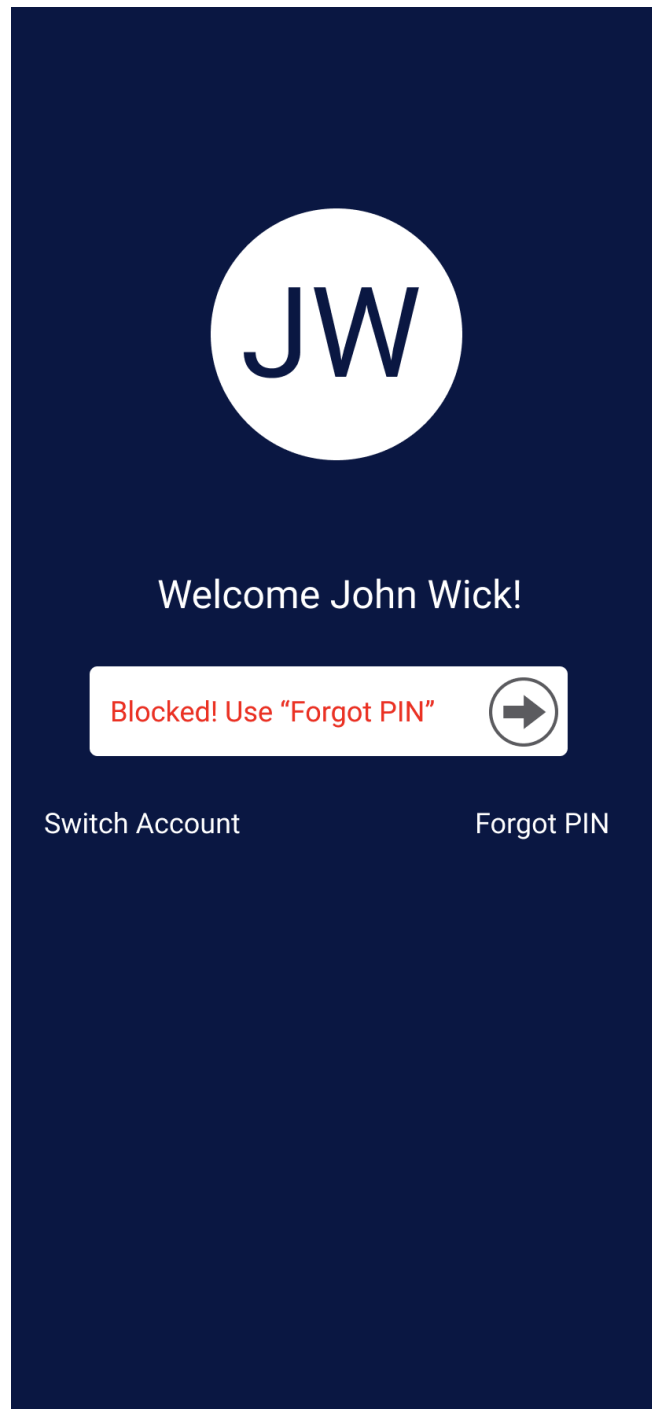 JW
Welcome John Wick!
Blocked! Use “Forgot PIN”
Switch Account
Forgot PIN